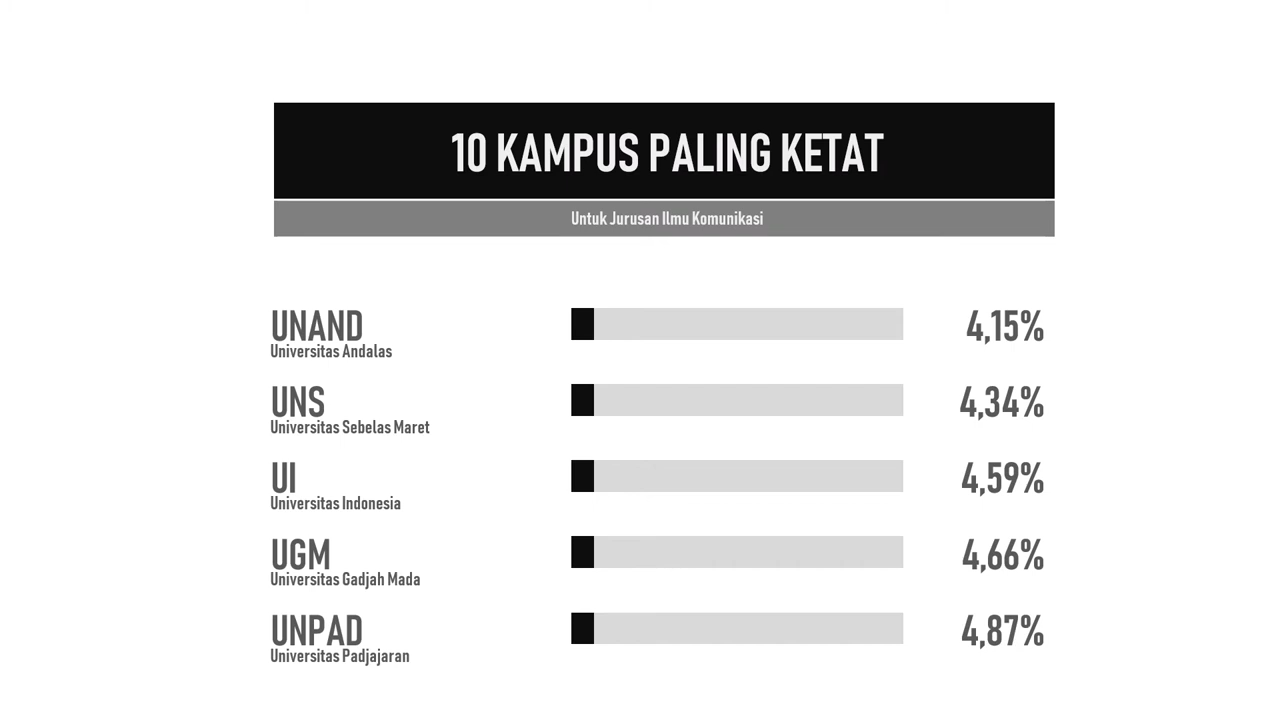 10 KAMPUS PALING KETAT
Untuk Jurusan Ilmu Komunikasi
UNAND
4,15%
Universitas Andalas
UNS
4,34%
Universitas Sebelas Maret
UI
4,59%
Universitas Indonesia
UGM
4,66%
Universitas Gadjah Mada
UNPAD
4,87%
Universitas Padjajaran